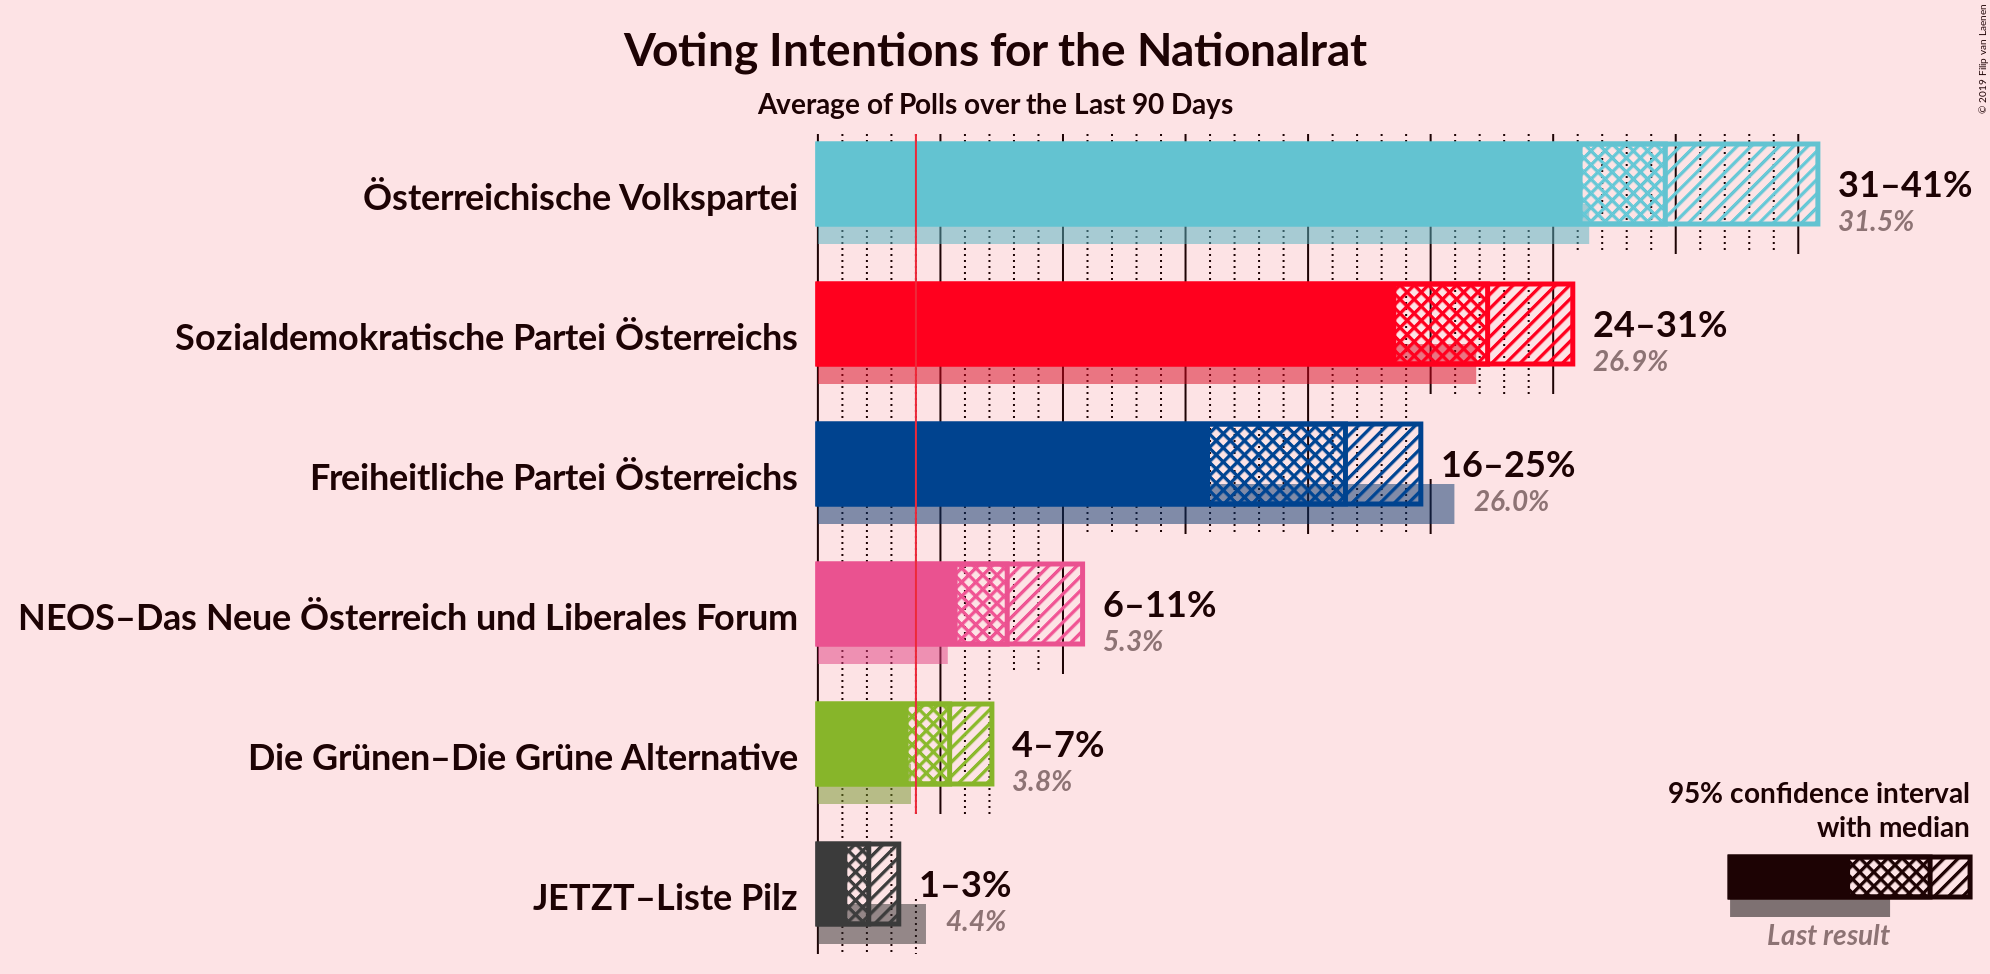 Voting Intentions for the Nationalrat
Average of Polls over the Last 90 Days
© 2019 Filip van Laenen
Österreichische Volkspartei
31–41%
31.5%
Sozialdemokratische Partei Österreichs
24–31%
26.9%
Freiheitliche Partei Österreichs
16–25%
26.0%
NEOS–Das Neue Österreich und Liberales Forum
6–11%
5.3%
Die Grünen–Die Grüne Alternative
4–7%
3.8%
JETZT–Liste Pilz
1–3%
4.4%
95% confidence interval
with median
Last result